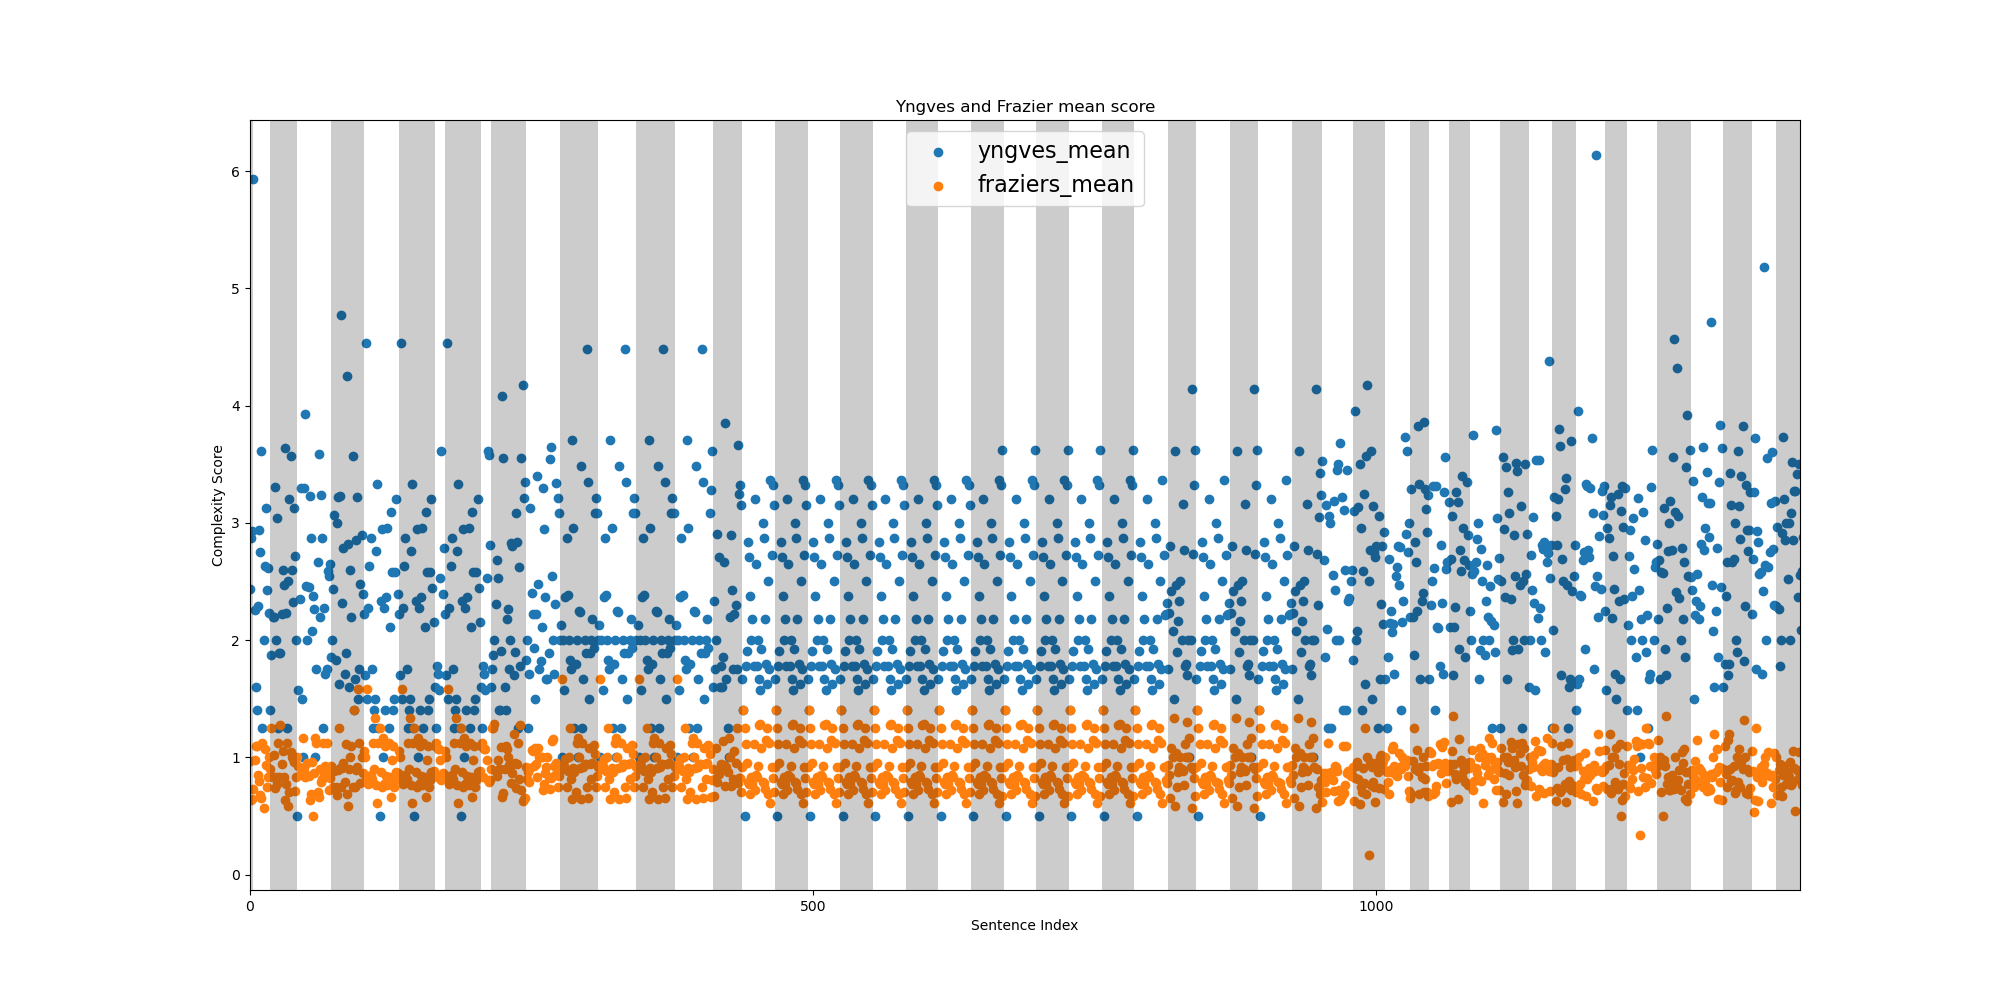 Yngves and Frazier mean score
yngves_mean
fraziers_mean
Complexity Score
6
5
4
3
2
1
0
0
500
1000
Sentence Index